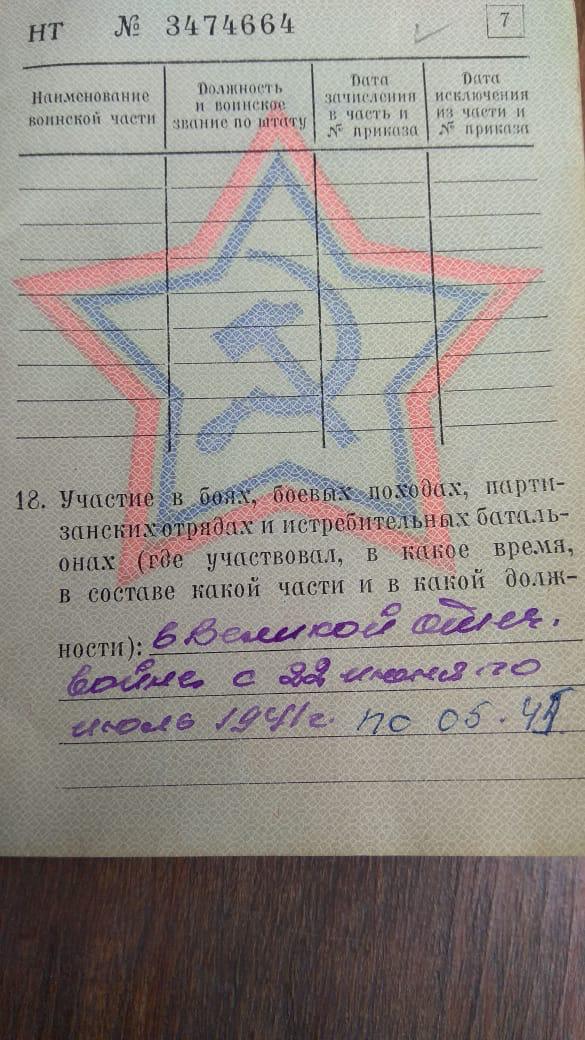 НТ № 3474664 7
Наименование воинской части
Должность и воинское звание по штату
Дата зачисления в часть и № приказа
Дата исключения из части и № приказа
18. Участие в боях, боевых походах, парти-
занских отрядах и истребительных баталь-
онах (где участвовал, в какое время,
в составе какой части и в какой долж-
ности): в Великой отеч.
войне с 22 июня по
июль 1941 г. по 05.45